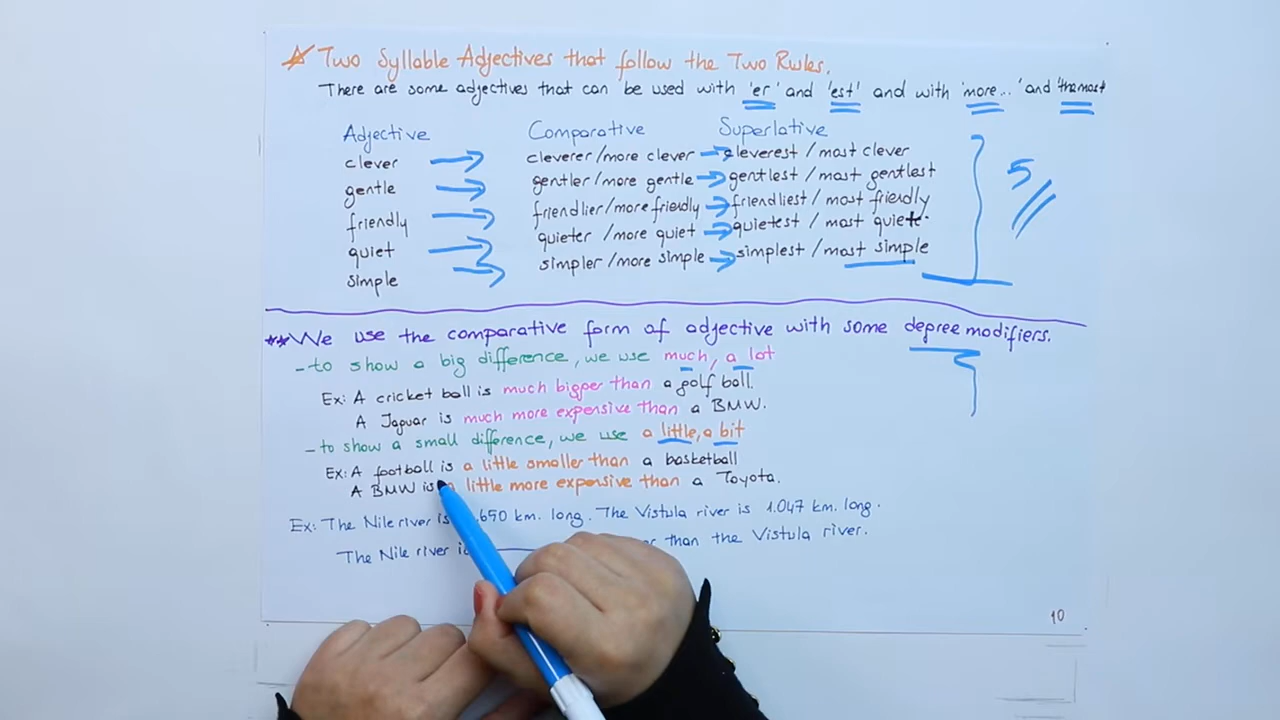 Two Syllable Adjectives that follow the Two Rules.
There are some adjectives that can be used with 'er' and 'est' and with 'more...' and 'the most
Adjective Comparative Superlative
clever cleverer/more clever cleverest / most clever
gentle gentler/more gentle gentlest / most gentlest
friendly friendlier/more friendly friendliest / most friendly
quiet quieter /more quiet quietest / most quiet.
simple simpler/more simple simplest / most simple
5
**We use the comparative form of adjective with some degree modifiers.
-to show a big difference, we use much, a lot
Ex: A cricket ball is much bigger than a golf ball.
A Jaguar is much more expensive than a BMW.
-to show a small difference, we use a little, a bit
Ex: A football is a little smaller than a basketball
A BMW is a little more expensive than a Toyota.
Ex: The Nile river is 650 km. long. The Vistula river is 1.047 km. long.
The Nile river is er than the Vistula river.
10